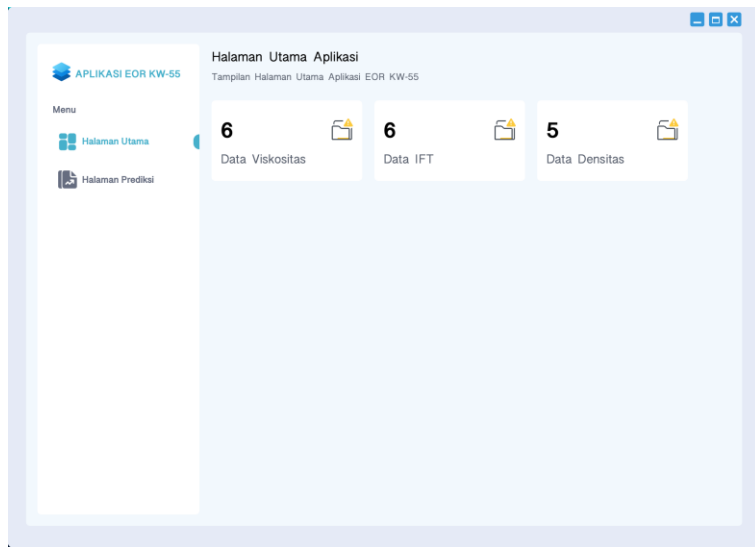 APLIKASI EOR KW-55
Menu
Halaman Utama
Halaman Prediksi
Halaman Utama Aplikasi
Tampilan Halaman Utama Aplikasi EOR KW-55
6
Data Viskositas
6
Data IFT
5
Data Densitas